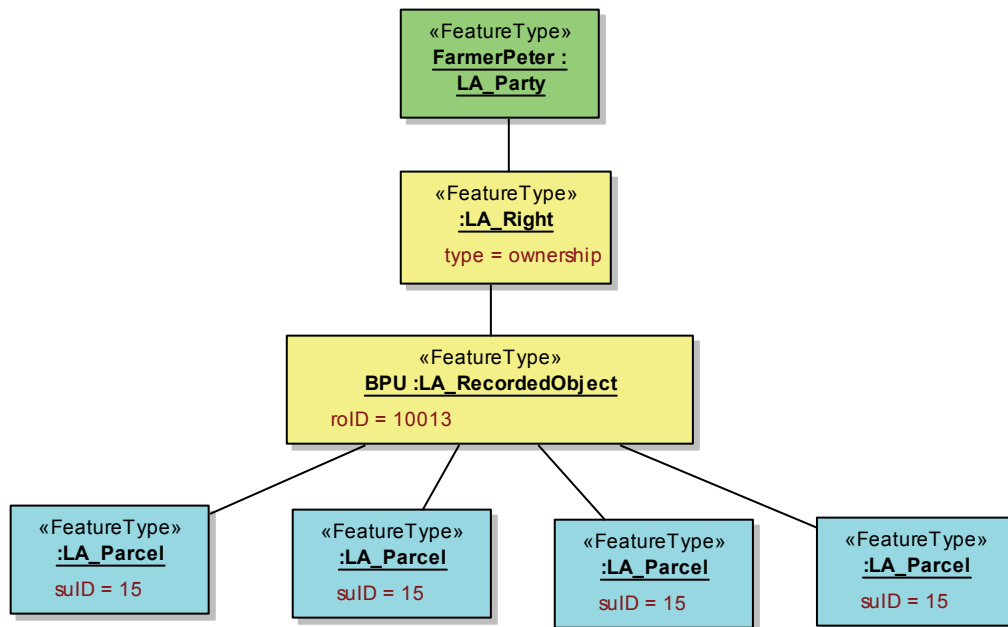 «FeatureType»
FarmerPeter :
LA_Party
«FeatureType»
:LA_Right
type = ownership
«FeatureType»
BPU :LA_RecordedObject
roID = 10013
«FeatureType»
:LA_Parcel
suID = 15
«FeatureType»
:LA_Parcel
suID = 15
«FeatureType»
:LA_Parcel
suID = 15
«FeatureType»
:LA_Parcel
suID = 15